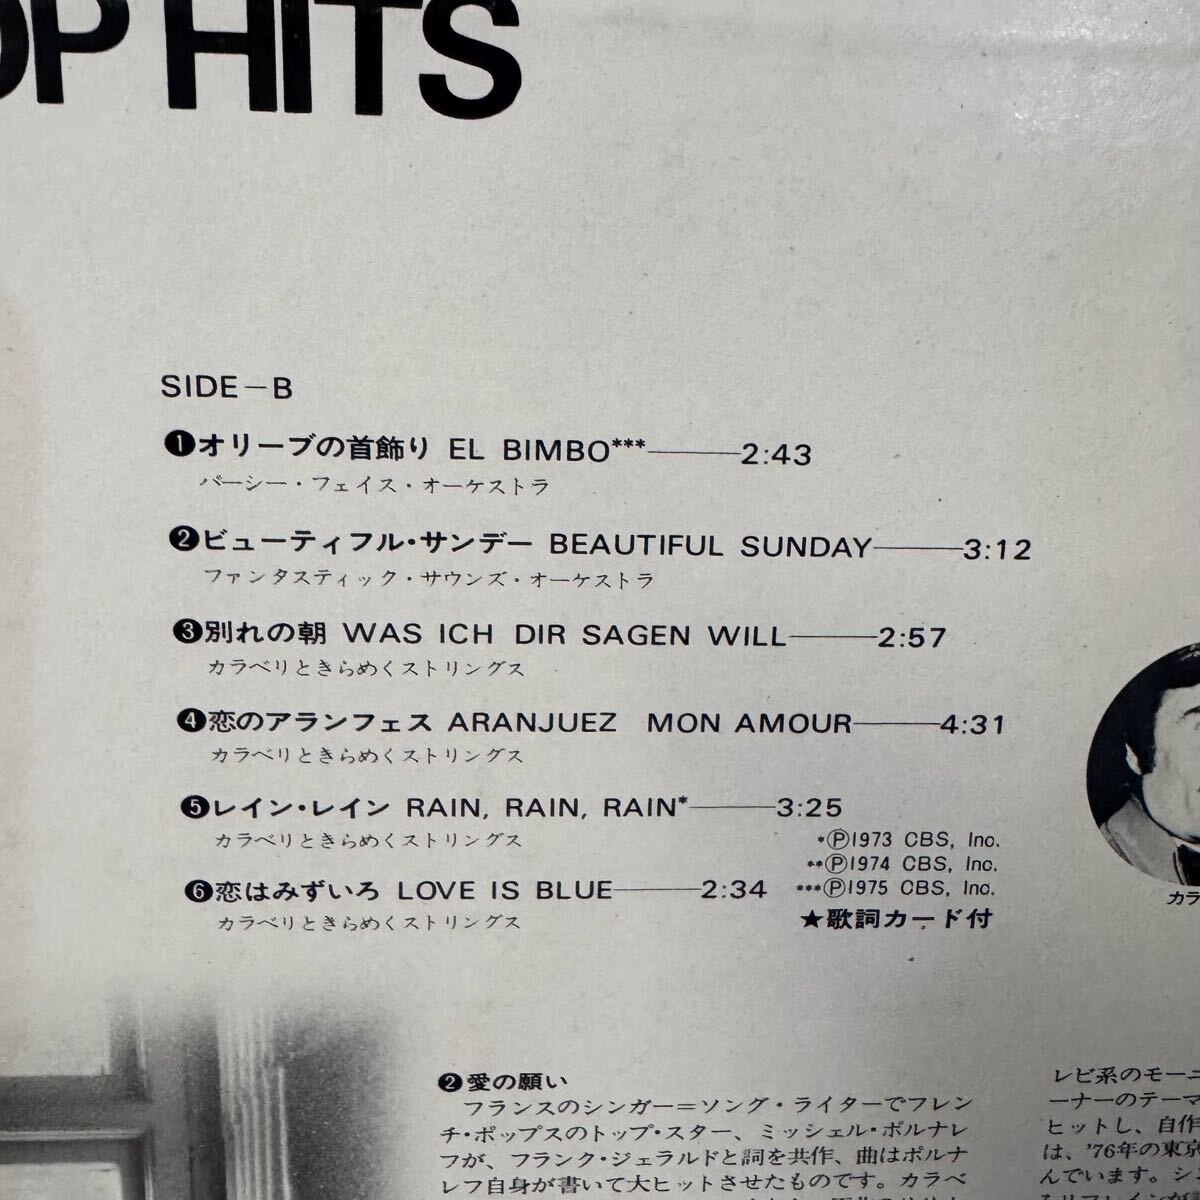 OP HITS
SIDE－B
❶オリーブの首飾り EL BIMBO***———2:43
パーシー・フェイス・オーケストラ
❷ビューティフル・サンデー BEAUTIFUL SUNDAY———3:12
ファンタスティック・サウンズ・オーケストラ
❸別れの朝 WAS ICH DIR SAGEN WILL———2:57
カラベリときらめくストリングス
❹恋のアランフェス ARANJUEZ MON AMOUR———4:31
カラベリときらめくストリングス
❺レイン・レイン RAIN, RAIN, RAIN*———3:25
カラベリときらめくストリングス
*Ⓟ1973 CBS, Inc.
**Ⓟ1974 CBS, Inc.
❻恋はみずいろ LOVE IS BLUE———2:34
***Ⓟ1975 CBS, Inc.
カラベリときらめくストリングス
★歌詞カード付
カラ
❷愛の願い
フランスのシンガー＝ソング・ライターでフレン
チ・ポップスのトップ・スター、ミッシェル・ポルナレ
フが、フランク・ジェラルドと詞を共作、曲はポルナ
レフ自身が書いて大ヒットさせたものです。カラベ
レビ系のモーニ
ーナーのテーマ
ヒットし、自作
は、'76年の東京
んでいます。シ